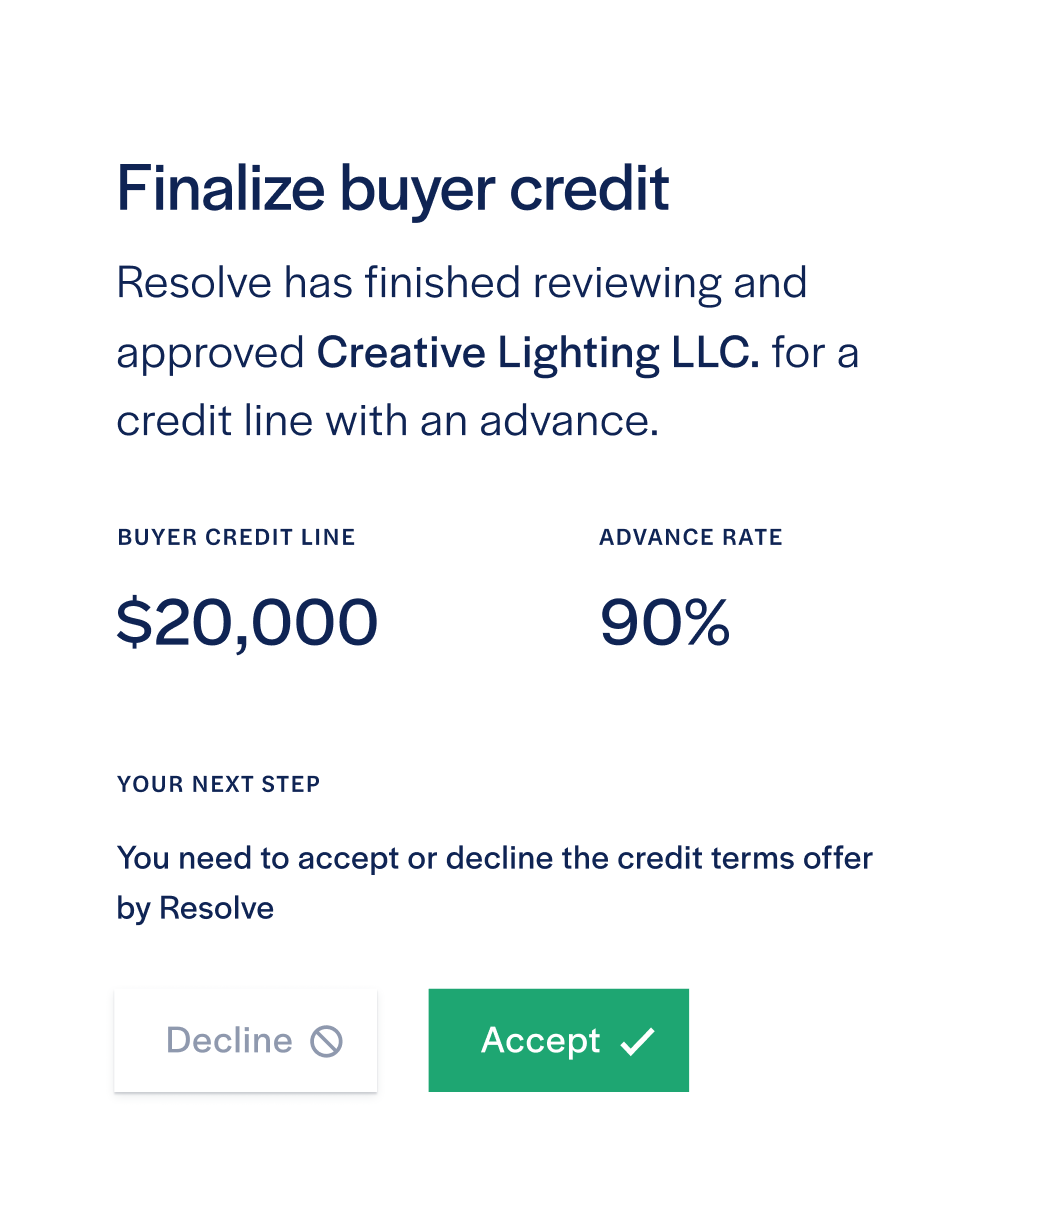 Finalize buyer credit
Resolve has finished reviewing and
approved Creative Lighting LLC. for a
credit line with an advance.
BUYER CREDIT LINE
ADVANCE RATE
$20,000
90%
YOUR NEXT STEP
You need to accept or decline the credit terms offer
by Resolve
Decline
Accept